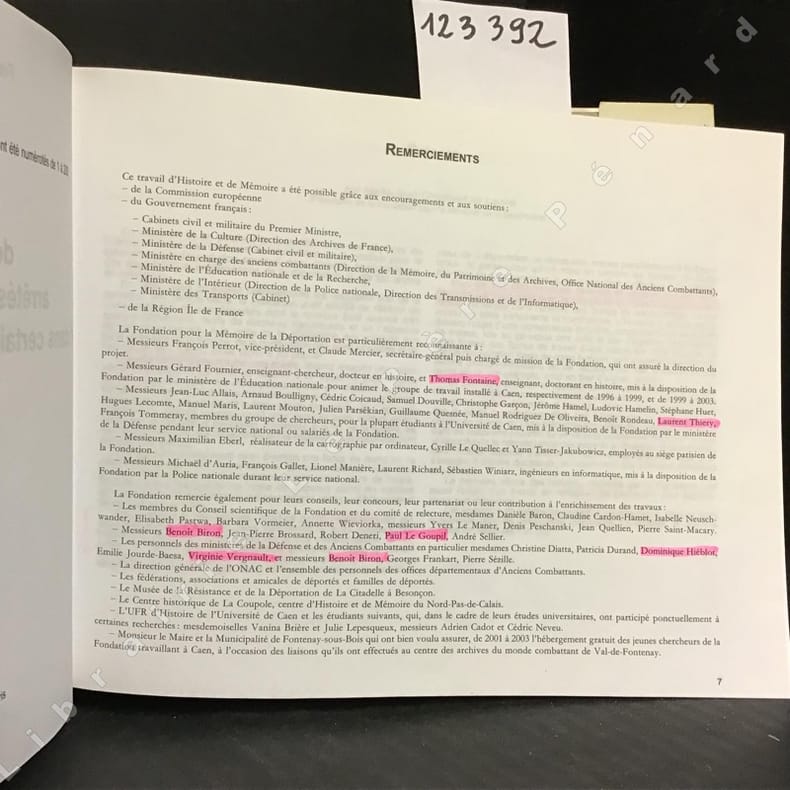 123 392
ont été numérotés de 1 à 20
REMERCIEMENTS
Ce travail d'Histoire et de Mémoire a été possible grâce aux encouragements et aux soutiens :
– de la Commission européenne
– du Gouvernement français :
– Cabinets civil et militaire du Premier Ministre,
– Ministère de la Culture (Direction des Archives de France),
– Ministère de la Défense (Cabinet civil et militaire),
– Ministère en charge des anciens combattants (Direction de la Mémoire, du Patrimoine et des Archives, Office National des Anciens Combattants),
– Ministère de l'Éducation nationale et de la Recherche,
– Ministère de l'Intérieur (Direction de la Police nationale, Direction des Transmissions et de l'Informatique),
– Ministère des Transports (Cabinet)
– de la Région Île de France
La Fondation pour la Mémoire de la Déportation est particulièrement reconnaissante à :
– Messieurs François Perrot, vice-président, et Claude Mercier, secrétaire-général puis chargé de mission de la Fondation, qui ont assuré la direction du
projet.
– Messieurs Gérard Fournier, enseignant-chercheur, docteur en histoire, et Thomas Fontaine, enseignant, doctorant en histoire, mis à la disposition de la
Fondation par le ministère de l'Éducation nationale pour animer le groupe de travail installé à Caen, respectivement de 1996 à 1999, et de 1999 à 2003.
– Messieurs Jean-Luc Allais, Arnaud Boulligny, Cédric Coicaud, Samuel Douville, Christophe Garçon, Jérôme Hamel, Ludovic Hamelin, Stéphane Huet,
Hugues Lecomte, Manuel Maris, Laurent Mouton, Julien Parsékian, Guillaume Quesnée, Manuel Rodriguez De Oliveira, Benoît Rondeau, Laurent Thiery,
François Tommeray, membres du groupe de chercheurs, pour la plupart étudiants à l'Université de Caen, mis à la disposition de la Fondation par le ministère
de la Défense pendant leur service national ou salariés de la Fondation.
– Messieurs Maximilian Eberl, réalisateur de la cartographie par ordinateur, Cyrille Le Quellec et Yann Tisser-Jakubowicz, employés au siège parisien de
la Fondation.
– Messieurs Michaël d'Auria, François Gallet, Lionel Manière, Laurent Richard, Sébastien Winiarz, ingénieurs en informatique, mis à la disposition de la
Fondation par la Police nationale durant leur service national.
La Fondation remercie également pour leurs conseils, leur concours, leur partenariat ou leur contribution à l'enrichissement des travaux :
– Les membres du Conseil scientifique de la Fondation et du comité de relecture, mesdames Danièle Baron, Claudine Cardon-Hamet, Isabelle Neusch-
wander, Elisabeth Pastwa, Barbara Vormeier, Annette Wieviorka, messieurs Yves Le Maner, Denis Peschanski, Jean Quellien, Pierre Saint-Macary.
– Messieurs Benoît Biron, Jean-Pierre Brossard, Robert Deneri, Paul Le Goupil, André Sellier.
– Les personnels des ministères de la Défense et des Anciens Combattants en particulier mesdames Christine Diatta, Patricia Durand, Dominique Hiéblot,
Emilie Jourde-Baesa, Virginie Vergnault, et messieurs Benoît Biron, Georges Frankart, Pierre Sézille.
– La direction générale de l'ONAC et l'ensemble des personnels des offices départementaux d'Anciens Combattants.
– Les fédérations, associations et amicales de déportés et familles de déportés.
– Le Musée de la Résistance et de la Déportation de La Citadelle à Besançon.
– Le Centre historique de La Coupole, centre d'Histoire et de Mémoire du Nord-Pas-de-Calais.
– L'UFR d'Histoire de l'Université de Caen et les étudiants suivants, qui, dans le cadre de leurs études universitaires, ont participé ponctuellement à
certaines recherches : mesdemoiselles Vanina Brière et Julie Lepesqueux, messieurs Adrien Cadot et Cédric Neveu.
– Monsieur le Maire et la Municipalité de Fontenay-sous-Bois qui ont bien voulu assurer, de 2001 à 2003 l'hébergement gratuit des jeunes chercheurs de la
Fondation travaillant à Caen, à l'occasion des liaisons qu'ils ont effectués au centre des archives du monde combattant de Val-de-Fontenay.
7